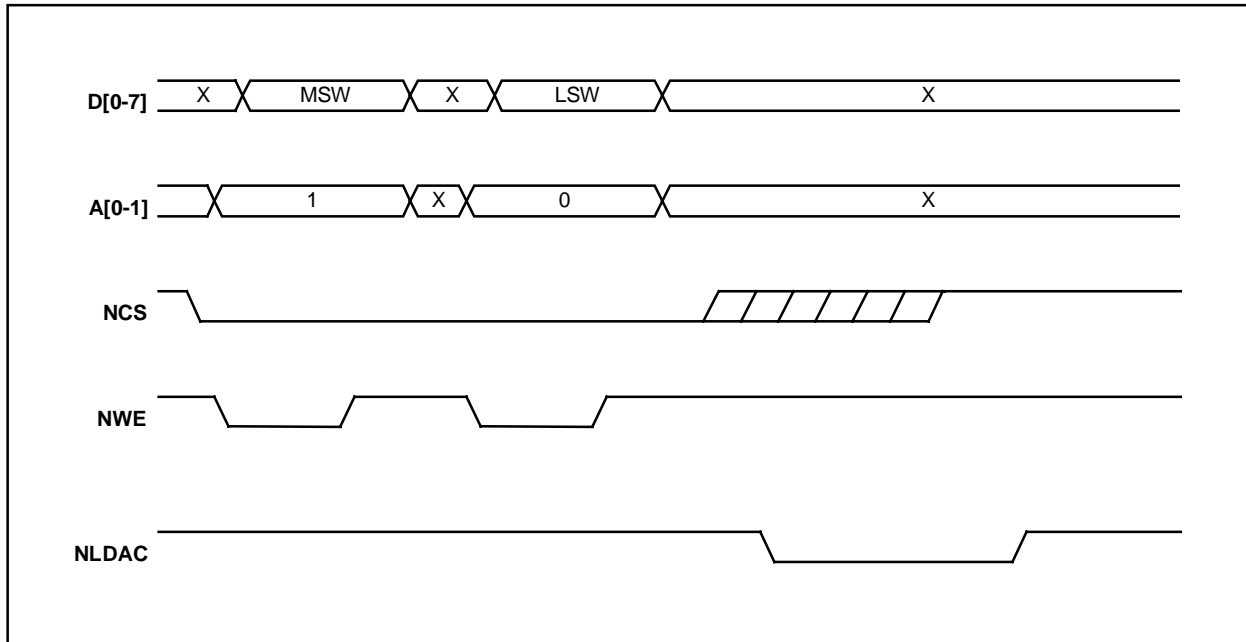 D[0-7] X MSW X LSW X
A[0-1] 1 X 0 X
NCS
NWE
NLDAC